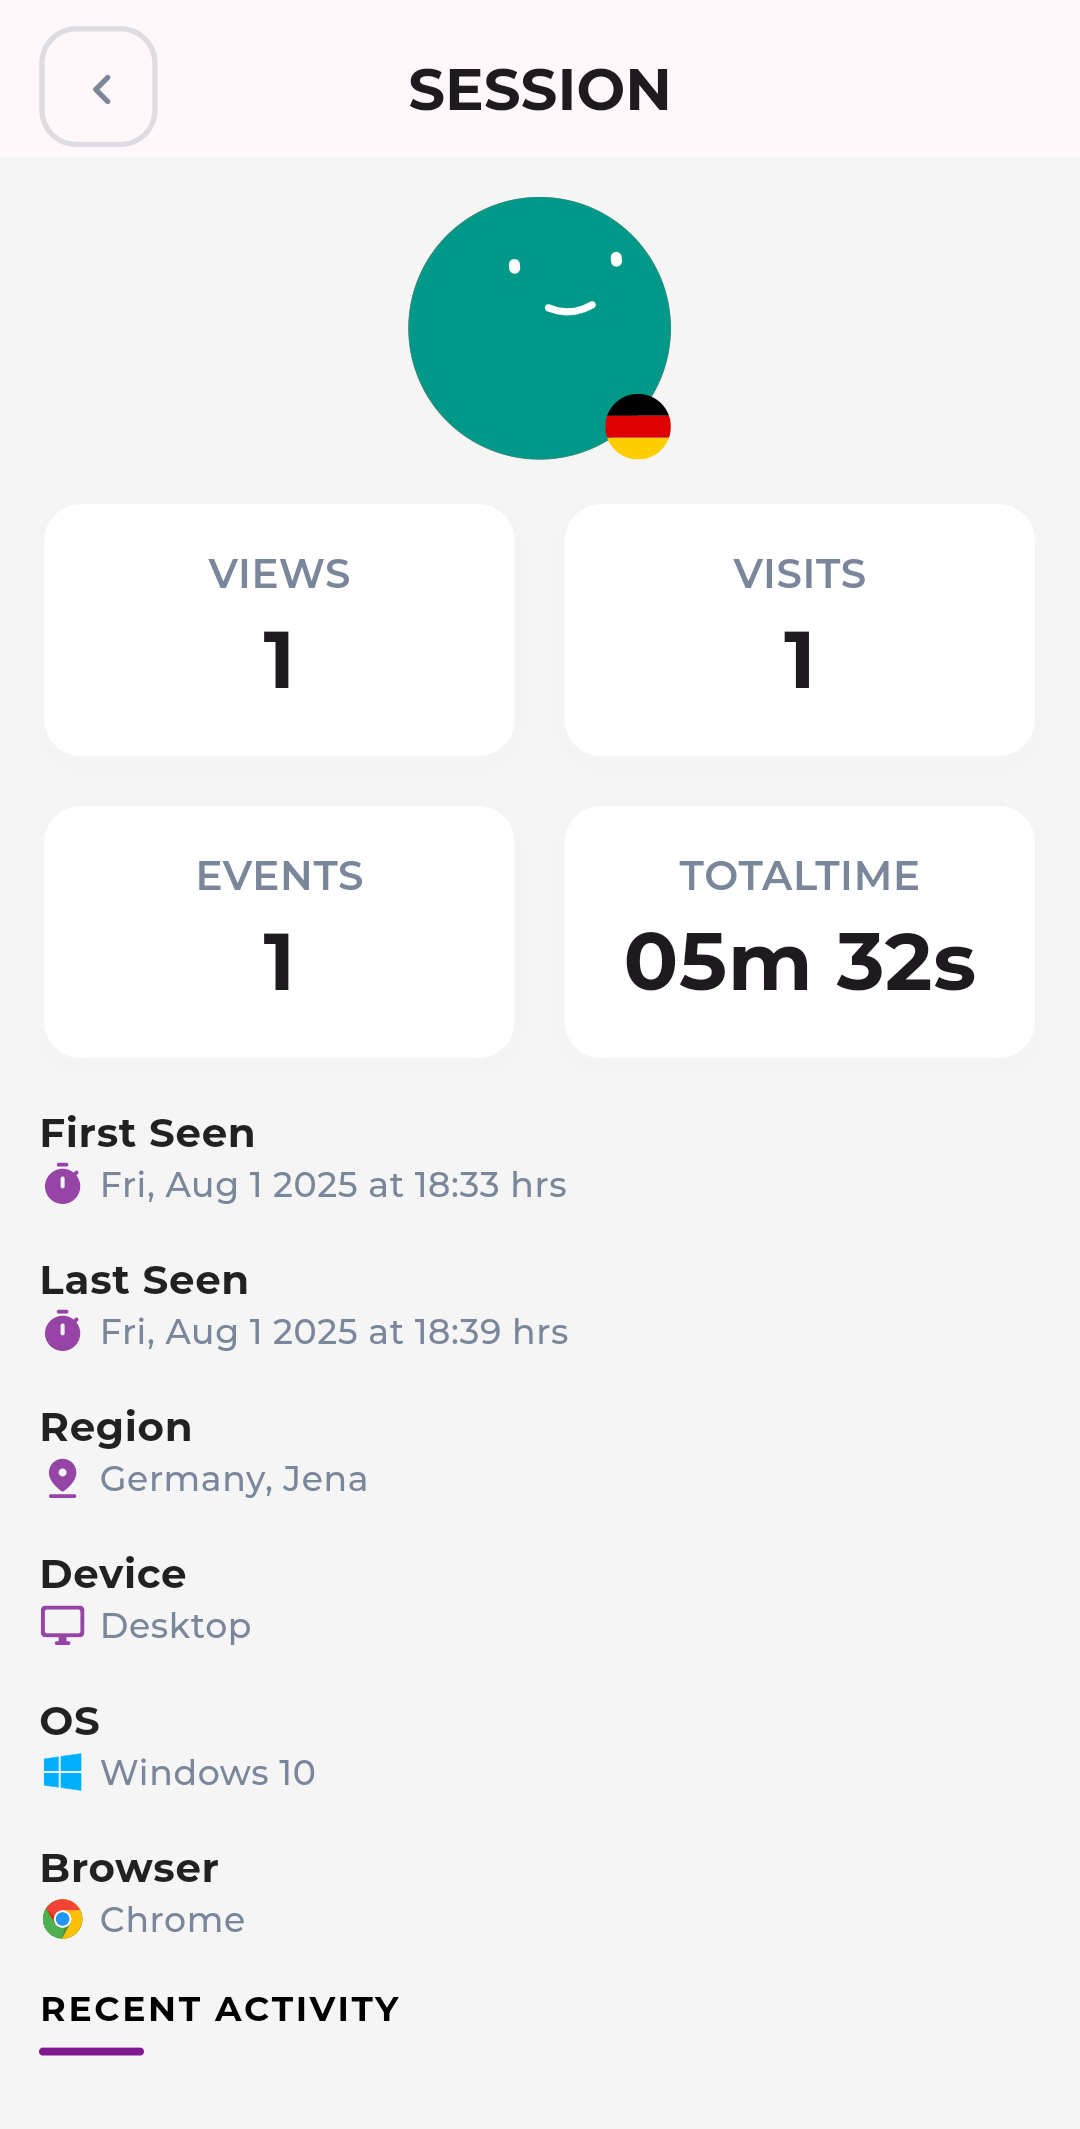 SESSION
VIEWS
1
VISITS
1
EVENTS
1
TOTALTIME
05m 32s
First Seen
Fri, Aug 1 2025 at 18:33 hrs
Last Seen
Fri, Aug 1 2025 at 18:39 hrs
Region
Germany, Jena
Device
Desktop
OS
Windows 10
Browser
Chrome
RECENT ACTIVITY